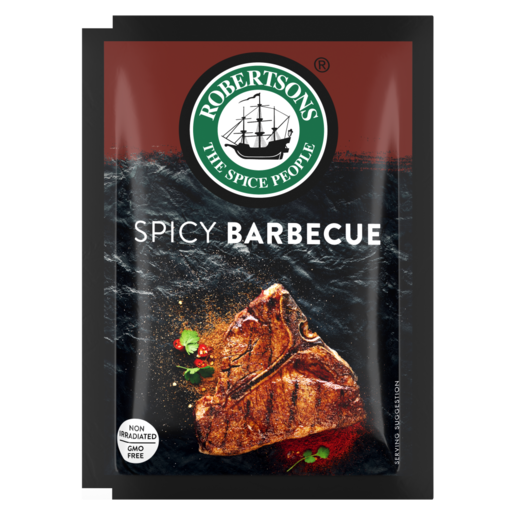 ROBERTSONS
®
THE SPICE PEOPLE
SPICY BARBECUE
NON
IRRADIATED
GMO
FREE
SERVING SUGGESTION